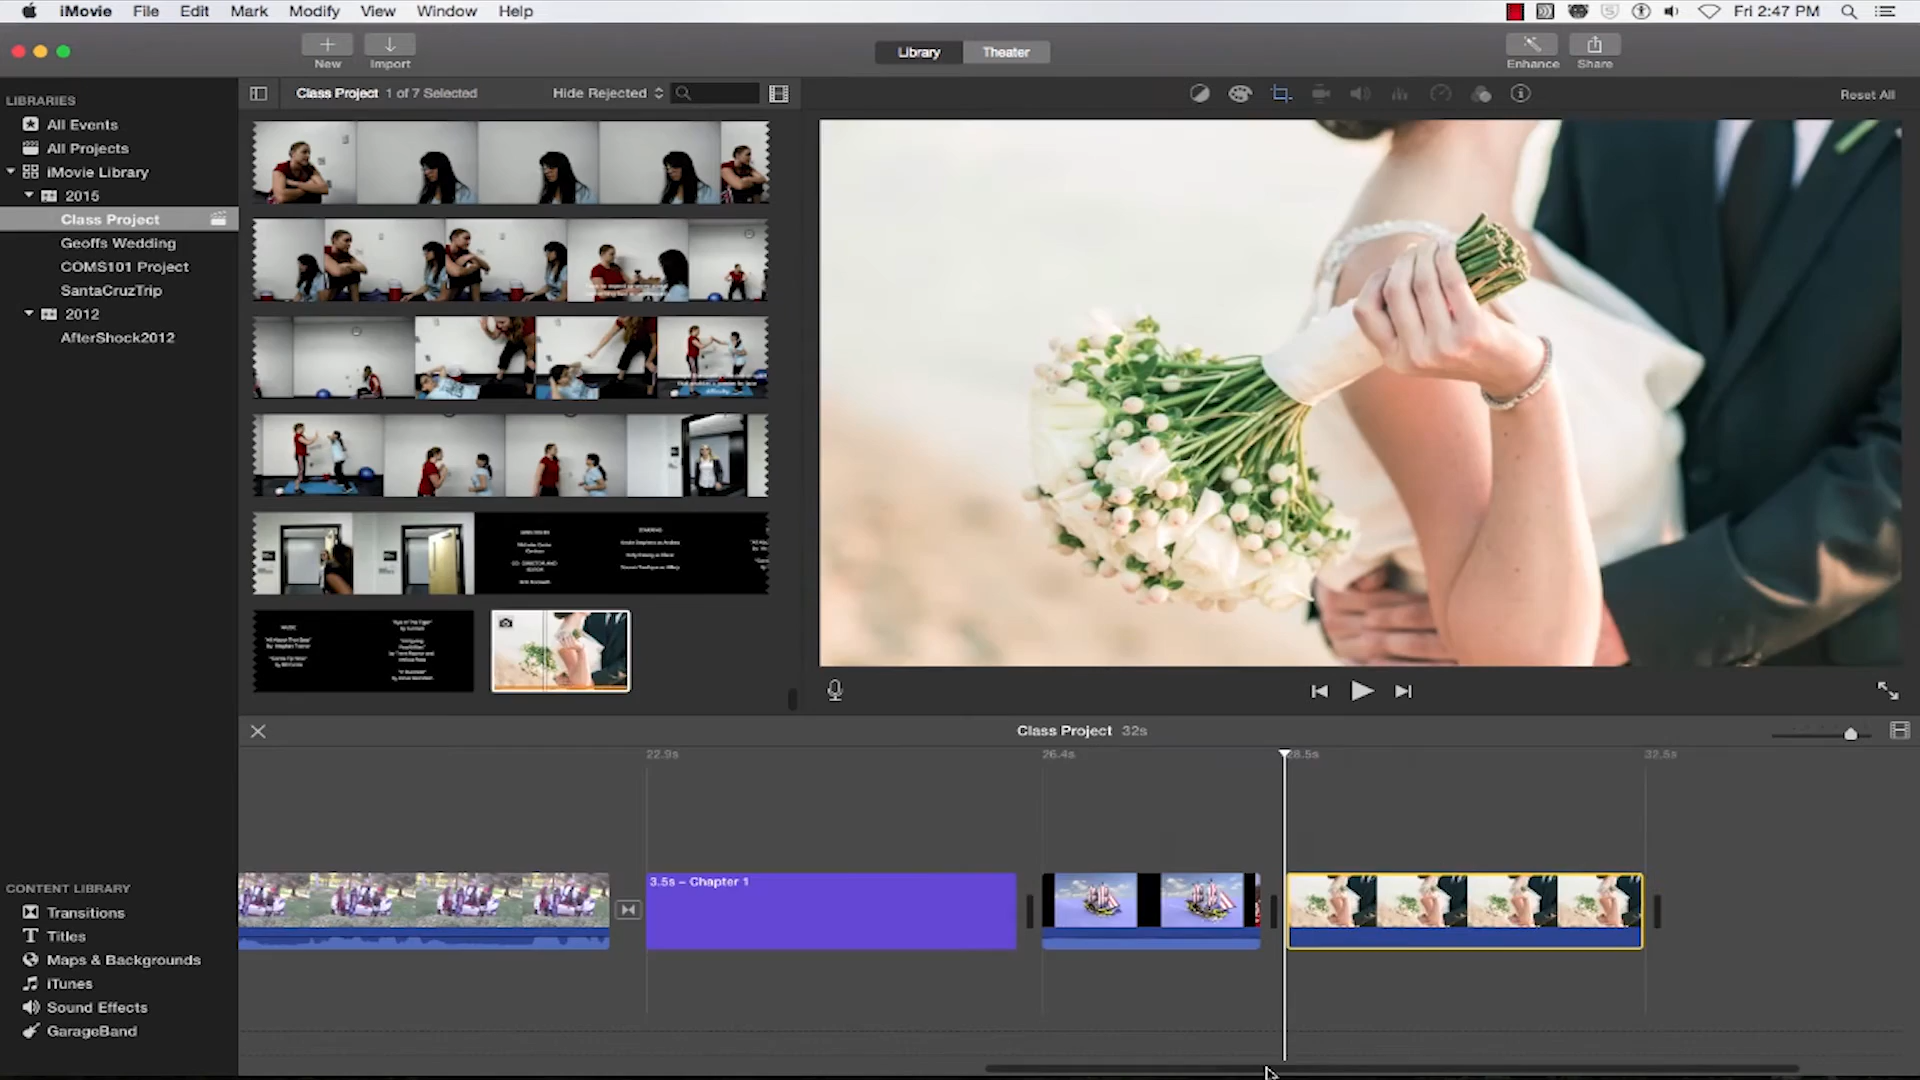 iMovie File Edit Mark Modify View Window Help
Fri 2:47 PM
New
Import
Library
Theater
Enhance
Share
LIBRARIES
All Events
All Projects
iMovie Library
2015
Class Project
Geoffs Wedding
COMS101 Project
SantaCruzTrip
2012
AfterShock2012
Class Project 1 of 7 Selected
Hide Rejected
Reset All
Class Project 32s
22.9s
26.4s
28.5s
32.5s
3.5s – Chapter 1
CONTENT LIBRARY
Transitions
Titles
Maps & Backgrounds
iTunes
Sound Effects
GarageBand